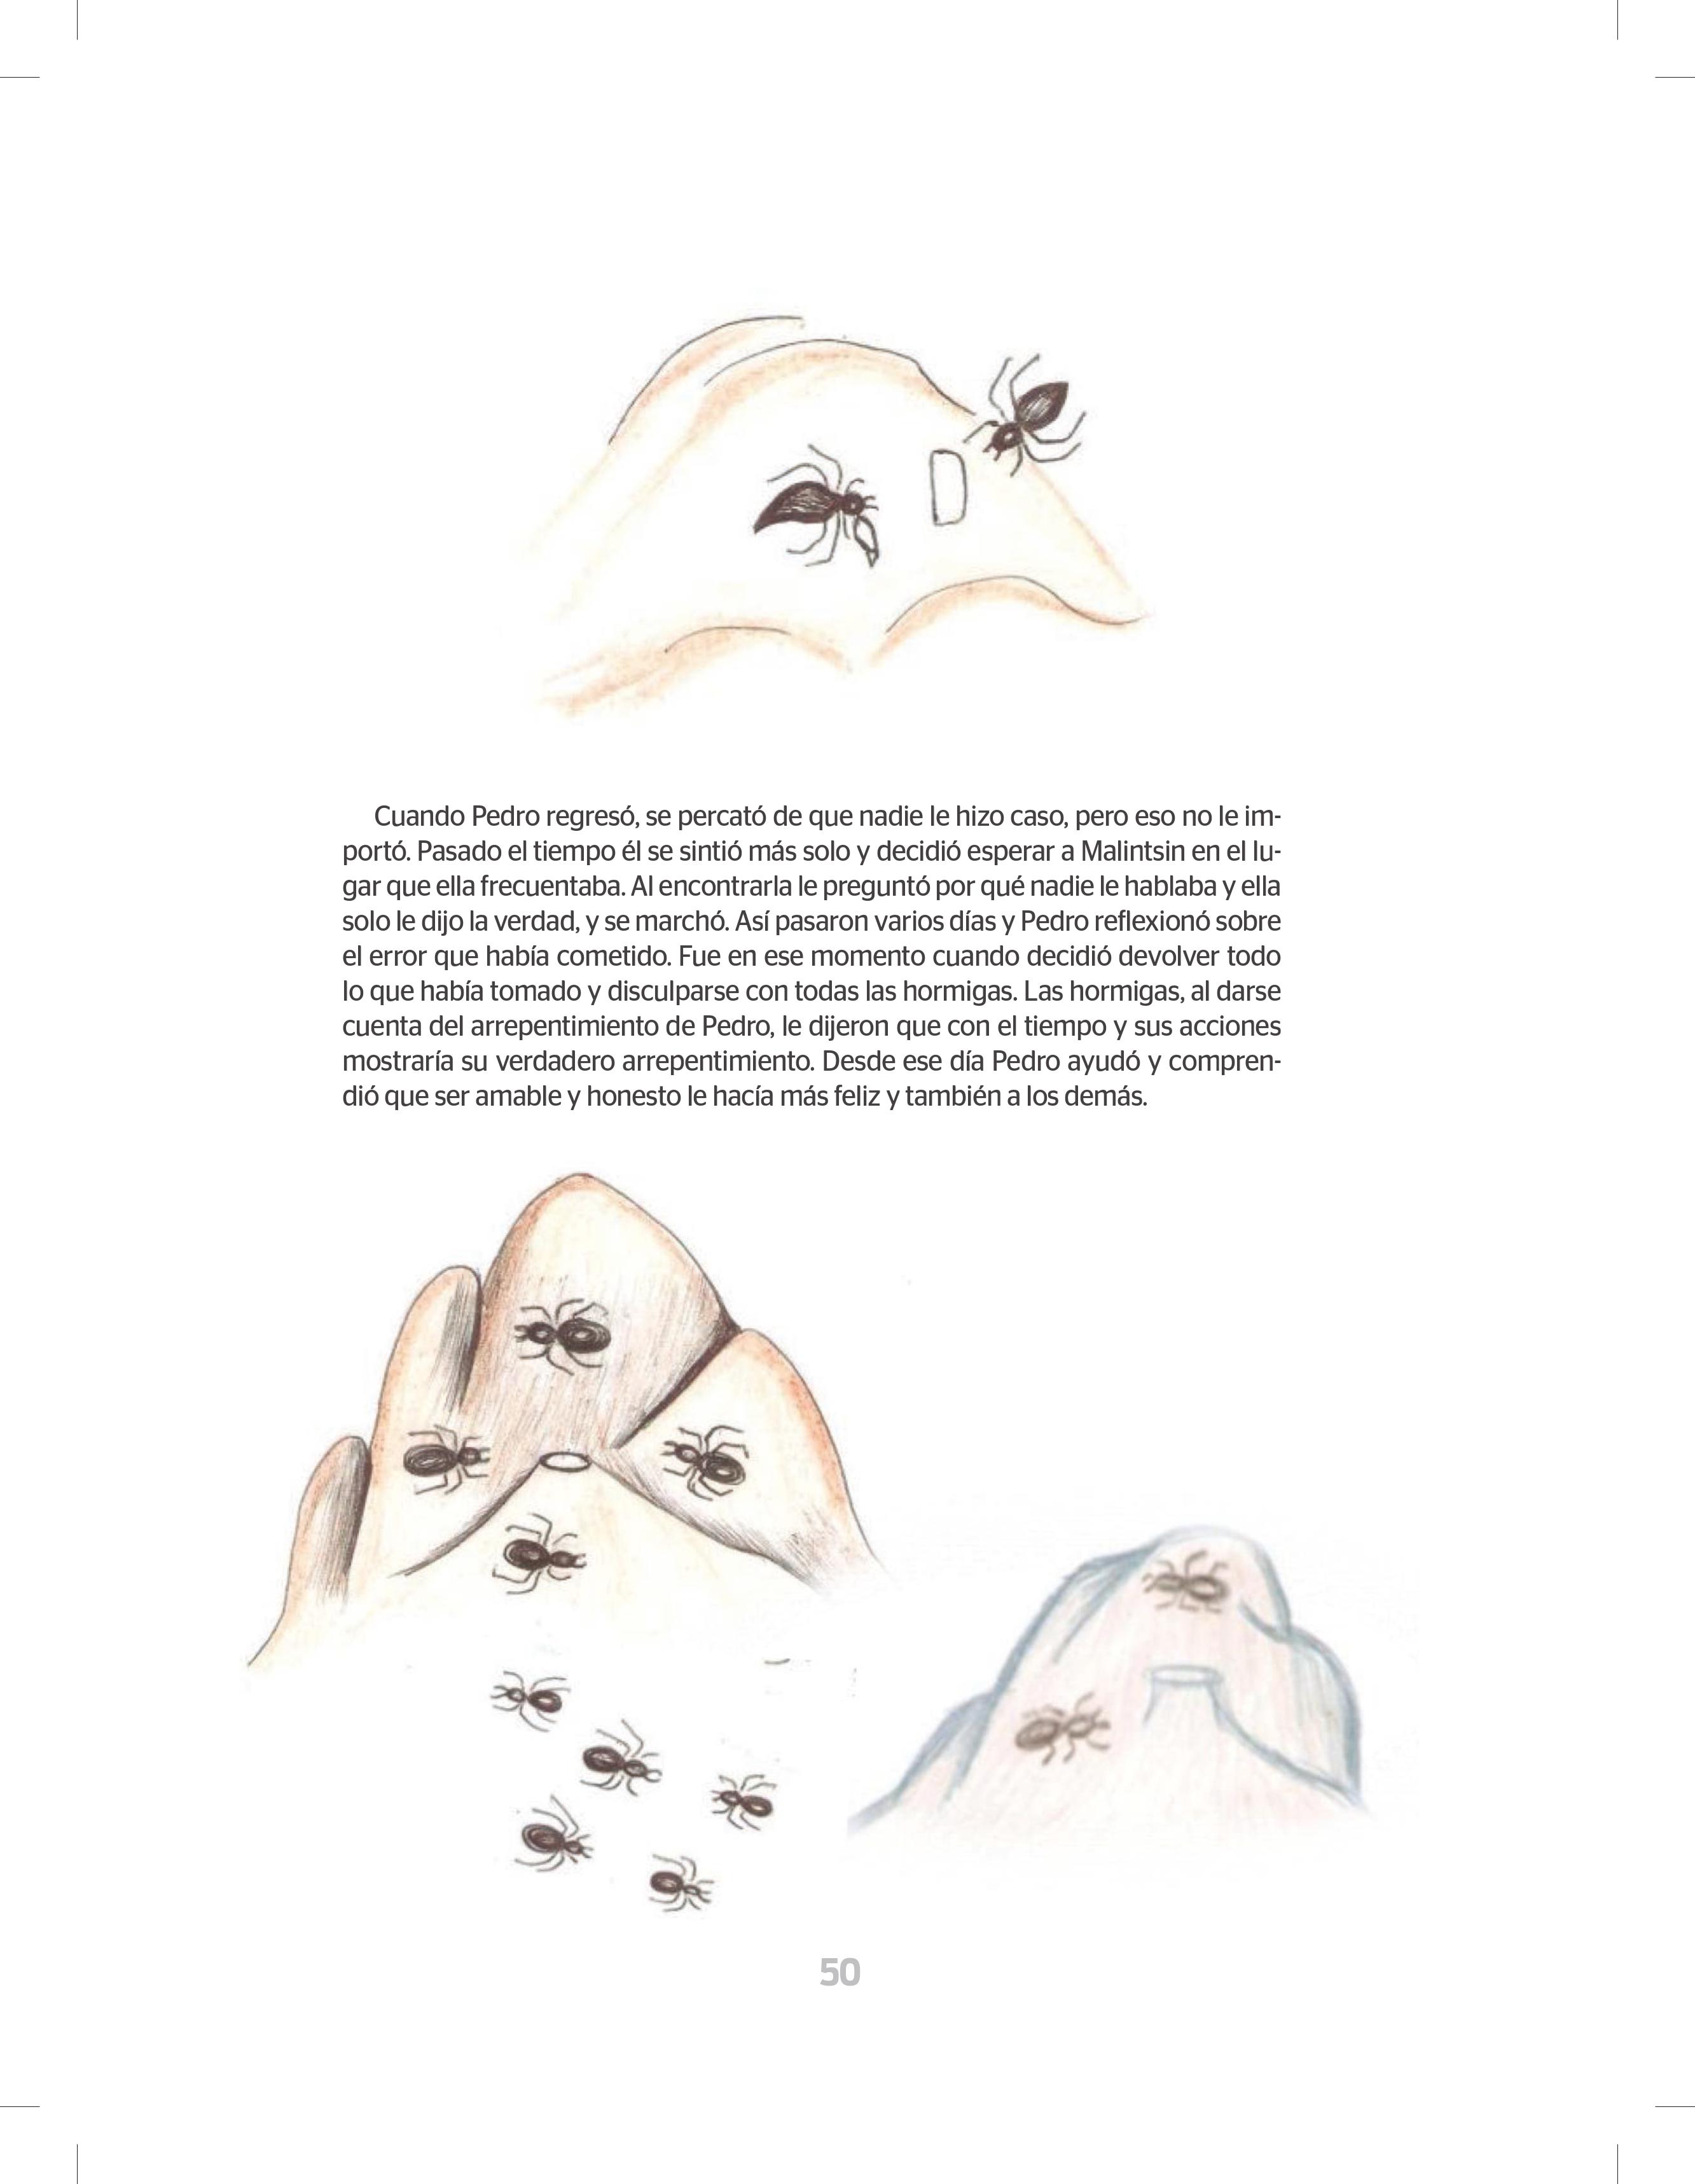 Cuando Pedro regresó, se percató de que nadie le hizo caso, pero eso no le im-
portó. Pasado el tiempo él se sintió más solo y decidió esperar a Malintsin en el lu-
gar que ella frecuentaba. Al encontrarla le preguntó por qué nadie le hablaba y ella
solo le dijo la verdad, y se marchó. Así pasaron varios días y Pedro reflexionó sobre
el error que había cometido. Fue en ese momento cuando decidió devolver todo
lo que había tomado y disculparse con todas las hormigas. Las hormigas, al darse
cuenta del arrepentimiento de Pedro, le dijeron que con el tiempo y sus acciones
mostraría su verdadero arrepentimiento. Desde ese día Pedro ayudó y compren-
dió que ser amable y honesto le hacía más feliz y también a los demás.
50